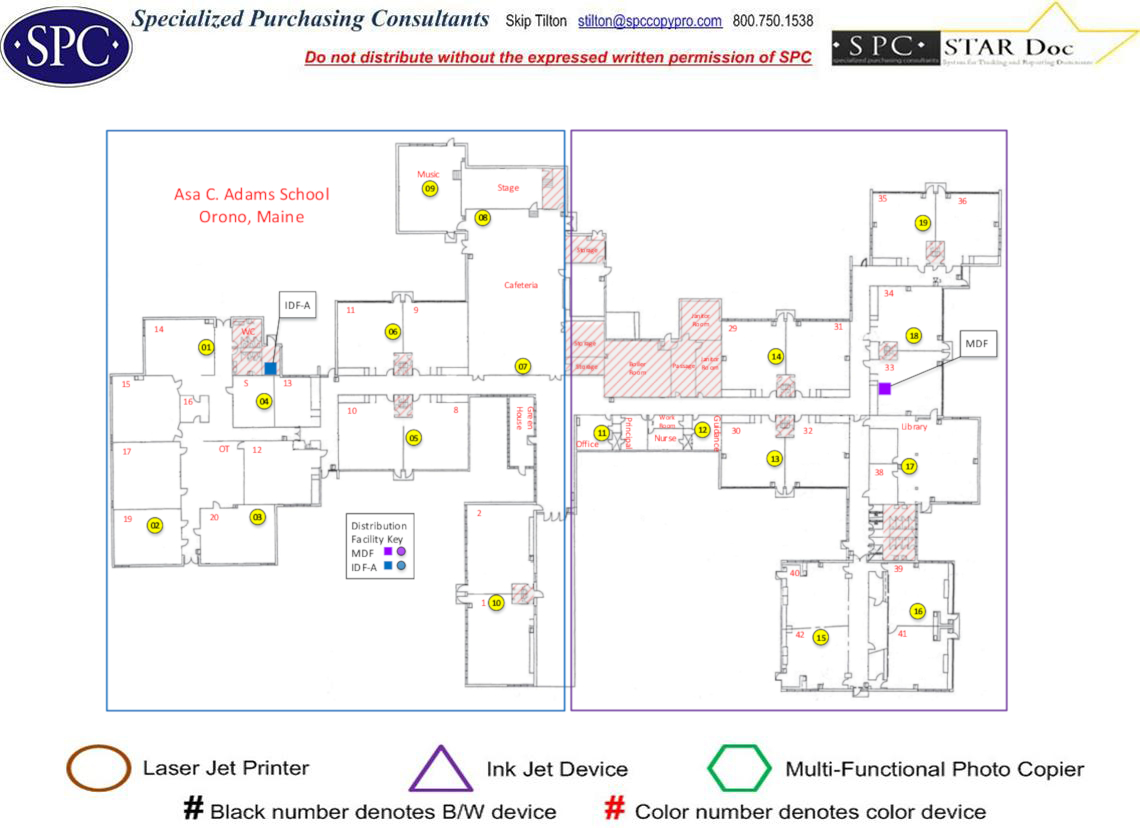 SPC
Specialized Purchasing Consultants Skip Tilton stilton@spccopypro.com 800.750.1538
Do not distribute without the expressed written permission of SPC
SPC STAR Doc
specialized purchasing consultants System for Tracking and Reporting Documents
Asa C. Adams School
Orono, Maine
Music
09
Stage
08
Storage
Cafeteria
35
36
19
34
IDF-A
11
9
06
14
WC
01
Janitor
Room
29
31
14
18
MDF
33
Storage
Storage
Boiler
Room
Passage
Janitor
Room
07
15
5
13
04
16
10
8
05
Green
House
11
Office
Principal
Work
Room
Nurse
12
Guidance
30
32
13
Library
38
17
17
OT
12
19
02
20
03
Distribution
Facility Key
MDF
IDF-A
2
1
10
40
42
15
39
16
41
Laser Jet Printer
Ink Jet Device
Multi-Functional Photo Copier
# Black number denotes B/W device
# Color number denotes color device